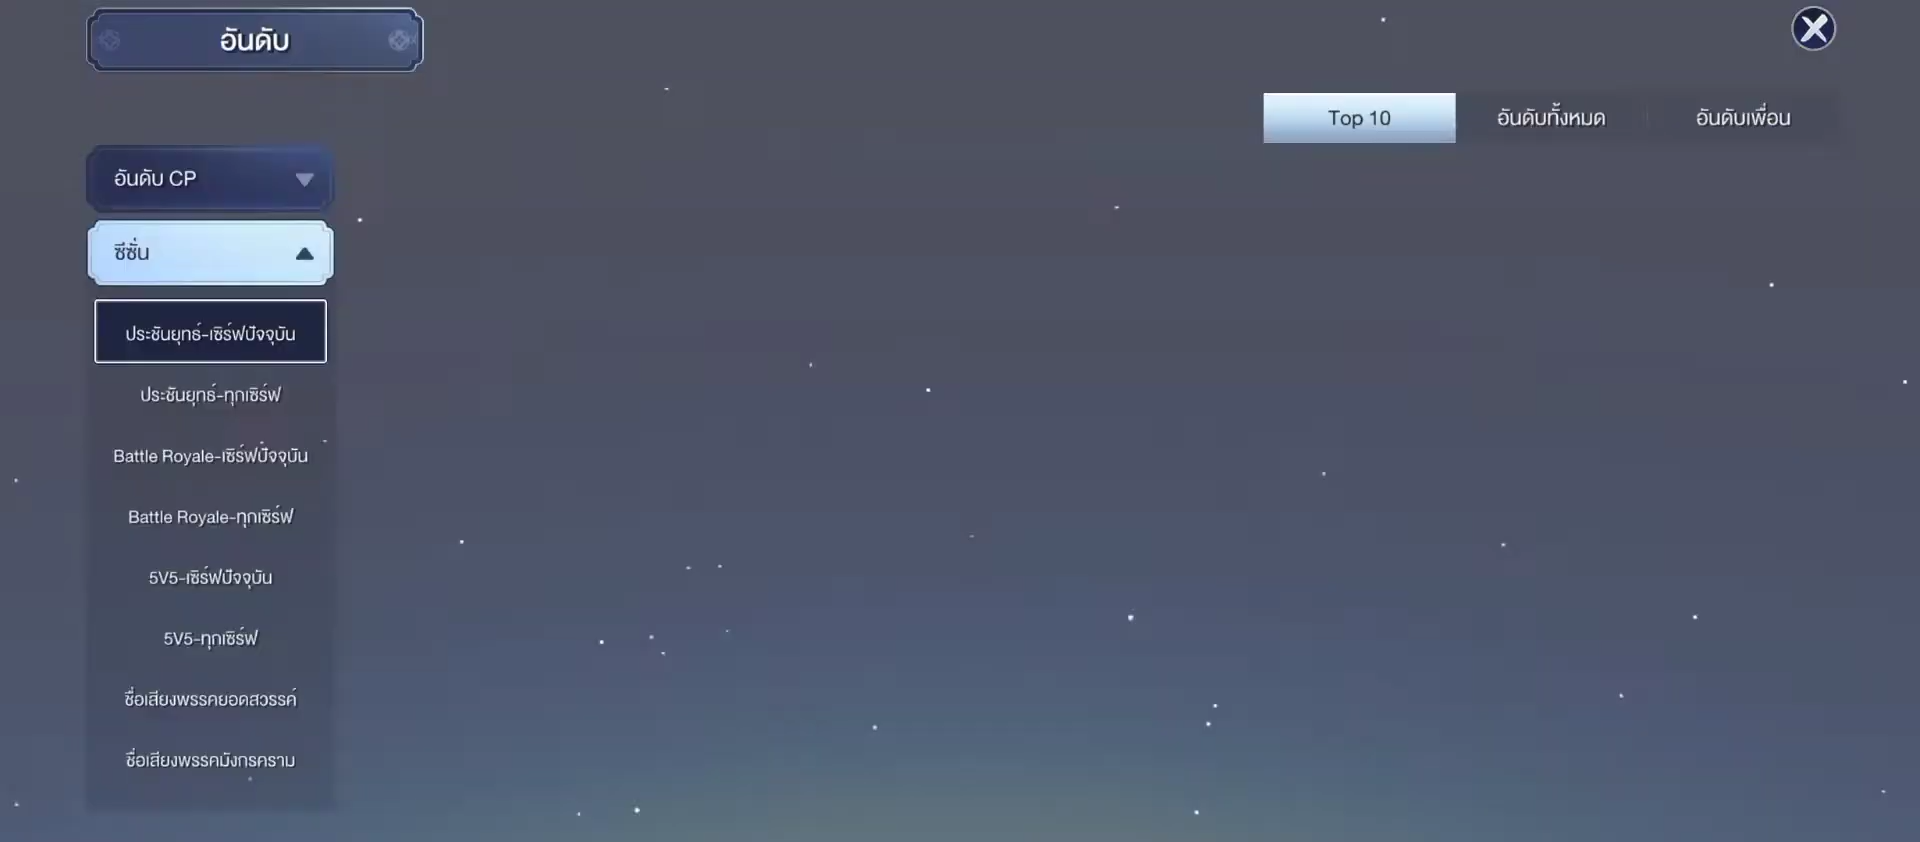 อันดับ
Top 10
อันดับทั้งหมด
อันดับเพื่อน
อันดับ CP
ซีซั่น
ประชันยุทธ์-เซิร์ฟปัจจุบัน
ประชันยุทธ์-ทุกเซิร์ฟ
Battle Royale-เซิร์ฟปัจจุบัน
Battle Royale-ทุกเซิร์ฟ
5V5-เซิร์ฟปัจจุบัน
5V5-ทุกเซิร์ฟ
ชื่อเสียงพรรคยอดสวรรค์
ชื่อเสียงพรรคมังกรคราม